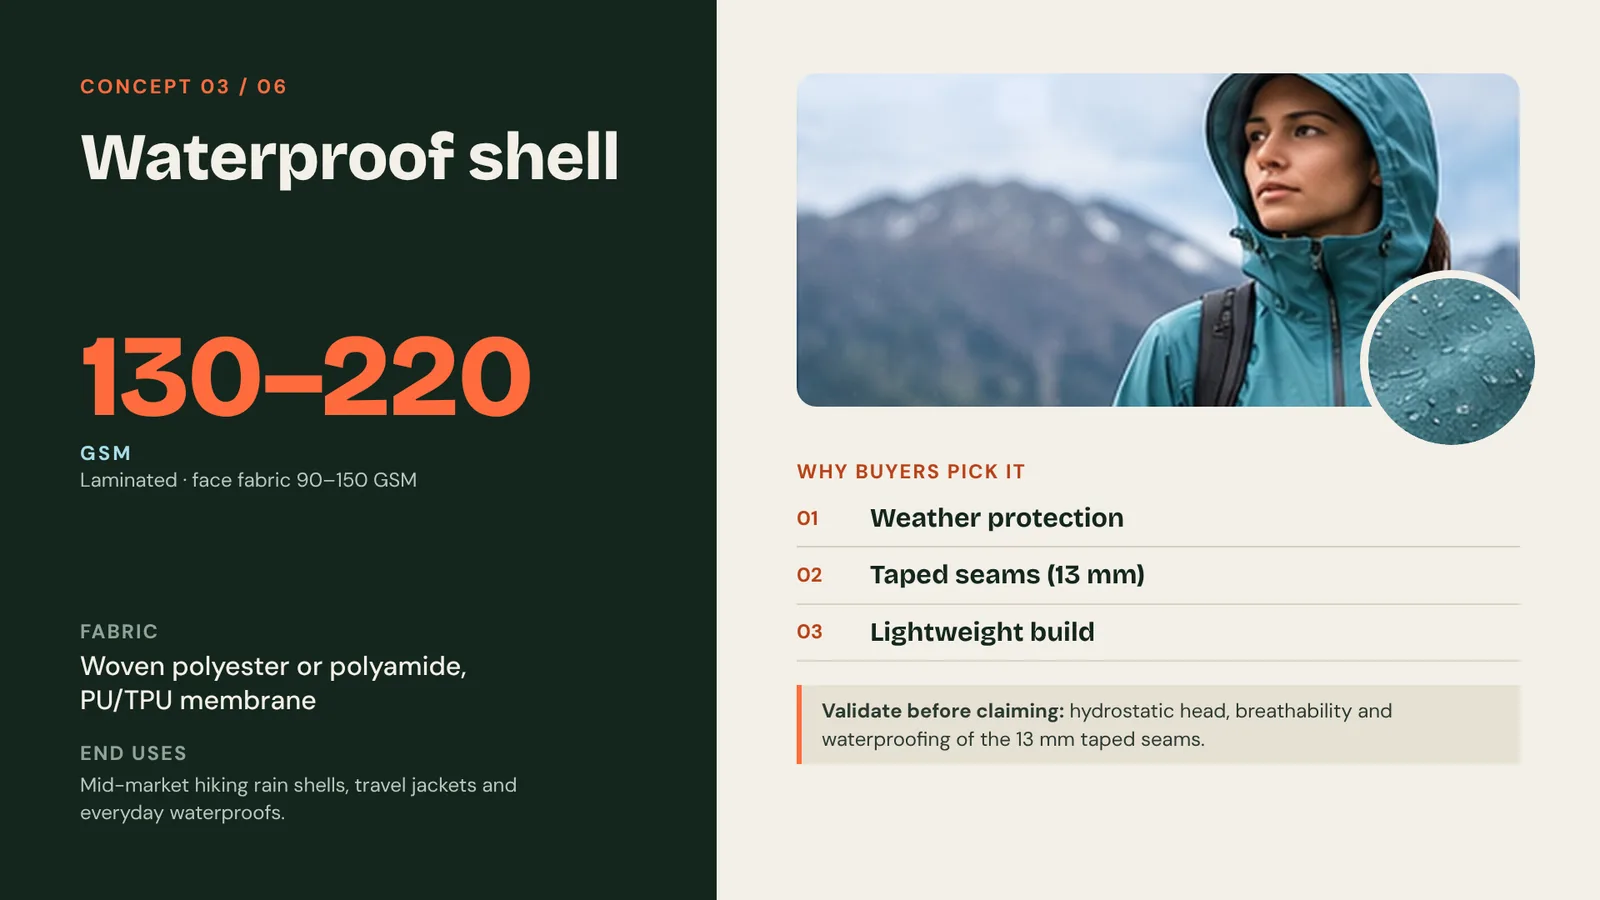 CONCEPT 03 / 06
Waterproof shell
130–220
GSM
Laminated · face fabric 90–150 GSM
FABRIC
Woven polyester or polyamide,
PU/TPU membrane
END USES
Mid-market hiking rain shells, travel jackets and
everyday waterproofs.
WHY BUYERS PICK IT
01 Weather protection
02 Taped seams (13 mm)
03 Lightweight build
Validate before claiming: hydrostatic head, breathability and
waterproofing of the 13 mm taped seams.